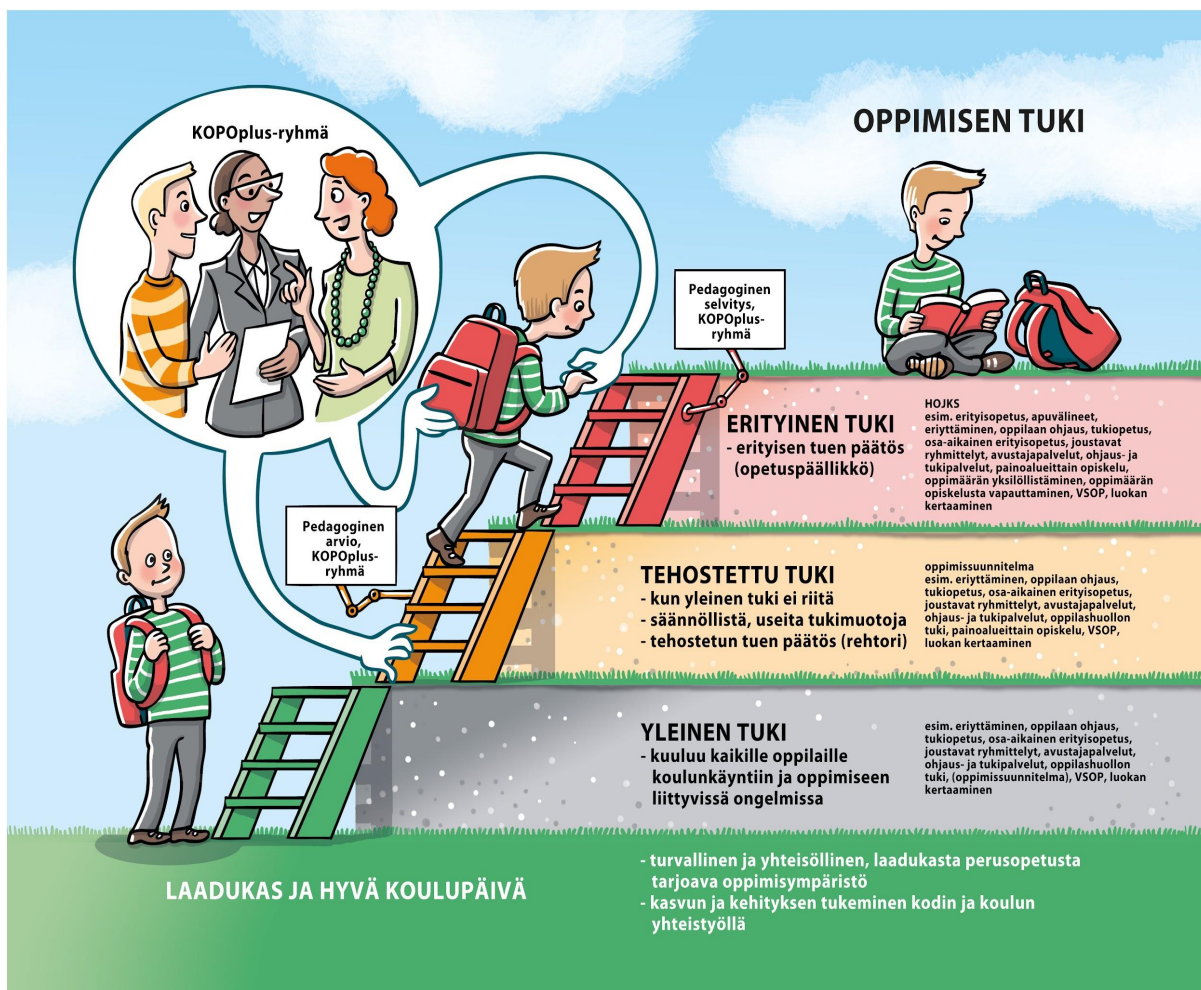 OPPIMISEN TUKI
KOPOplus-ryhmä
Pedagoginen
selvitys,
KOPOplus-
ryhmä
ERITYINEN TUKI
- erityisen tuen päätös
(opetuspäällikkö)
HOJKS
esim. erityisopetus, apuvälineet,
eriyttäminen, oppilaan ohjaus, tukiopetus,
osa-aikainen erityisopetus, joustavat
ryhmittelyt, avustajapalvelut, ohjaus- ja
tukipalvelut, painoalueittain opiskelu,
oppimäärän yksilöllistäminen, oppimäärän
opiskelusta vapauttaminen, VSOP, luokan
kertaaminen
Pedagoginen
arvio,
KOPOplus-
ryhmä
TEHOSTETTU TUKI
- kun yleinen tuki ei riitä
- säännöllistä, useita tukimuotoja
- tehostetun tuen päätös (rehtori)
oppimissuunnitelma
esim. eriyttäminen, oppilaan ohjaus,
tukiopetus, osa-aikainen erityisopetus,
joustavat ryhmittelyt, avustajapalvelut,
ohjaus- ja tukipalvelut, oppilashuollon
tuki, painoalueittain opiskelu, VSOP,
luokan kertaaminen
YLEINEN TUKI
- kuuluu kaikille oppilaille
koulunkäyntiin ja oppimiseen
liittyvissä ongelmissa
esim. eriyttäminen, oppilaan ohjaus,
tukiopetus, osa-aikainen erityisopetus,
joustavat ryhmittelyt, avustajapalvelut,
ohjaus- ja tukipalvelut, oppilashuollon
tuki, (oppimissuunnitelma), VSOP, luokan
kertaaminen
LAADUKAS JA HYVÄ KOULUPÄIVÄ
- turvallinen ja yhteisöllinen, laadukasta perusopetusta
tarjoava oppimisympäristö
- kasvun ja kehityksen tukeminen kodin ja koulun
yhteistyöllä